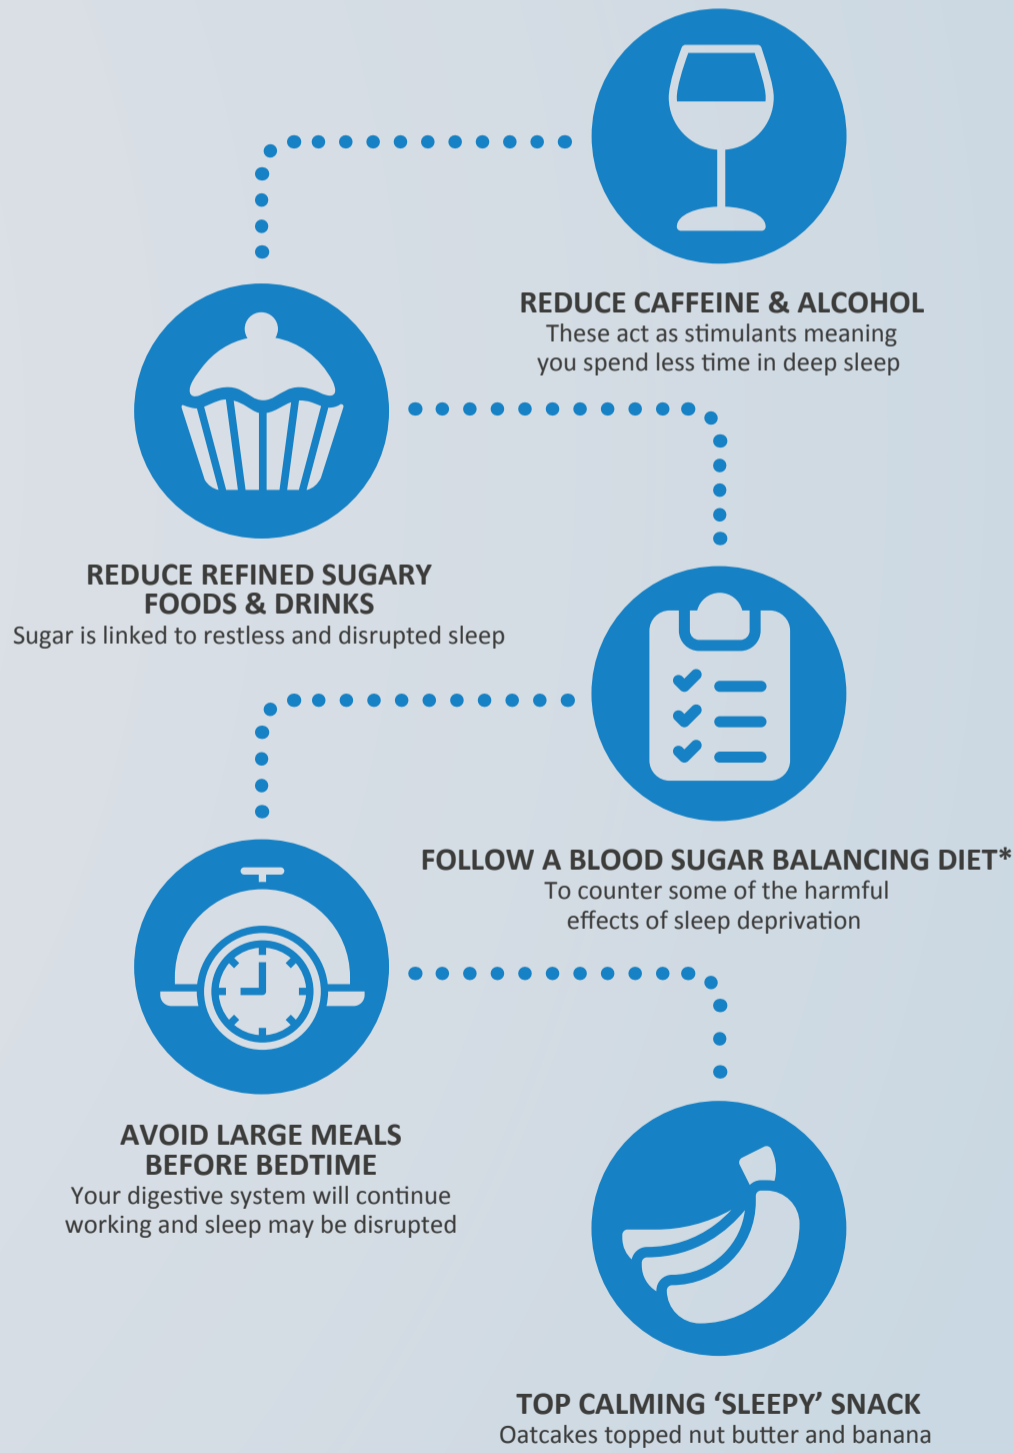 REDUCE CAFFEINE & ALCOHOL
These act as stimulants meaning
you spend less time in deep sleep
REDUCE REFINED SUGARY
FOODS & DRINKS
Sugar is linked to restless and disrupted sleep
FOLLOW A BLOOD SUGAR BALANCING DIET*
To counter some of the harmful
effects of sleep deprivation
AVOID LARGE MEALS
BEFORE BEDTIME
Your digestive system will continue
working and sleep may be disrupted
TOP CALMING ‘SLEEPY’ SNACK
Oatcakes topped nut butter and banana